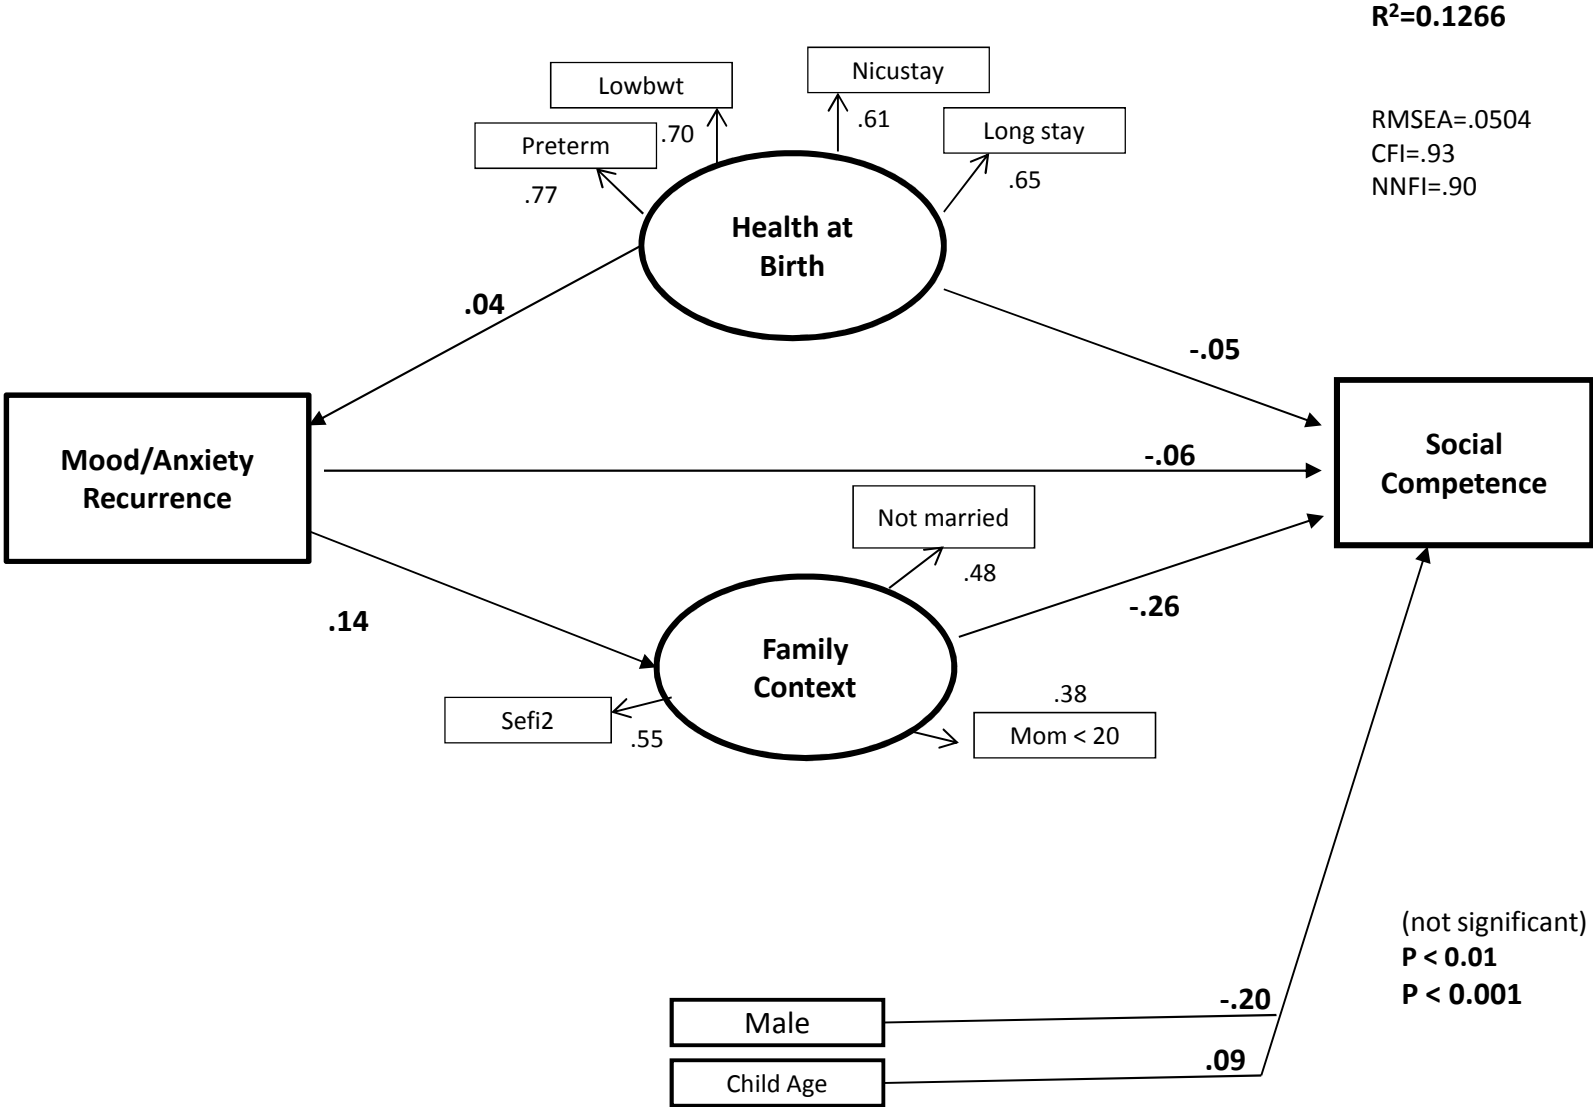 R²=0.1266
Nicustay
Lowbwt
.61
RMSEA=.0504
Long stay
.70
Preterm
CFI=.93
.65
NNFI=.90
.77
Health at
Birth
.04
-.05
Mood/Anxiety
Recurrence
-.06
Social
Competence
Not married
.48
.14
-.26
Family
Context
.38
Sefi2
.55
Mom < 20
(not significant)
P < 0.01
P < 0.001
-.20
Male
.09
Child Age